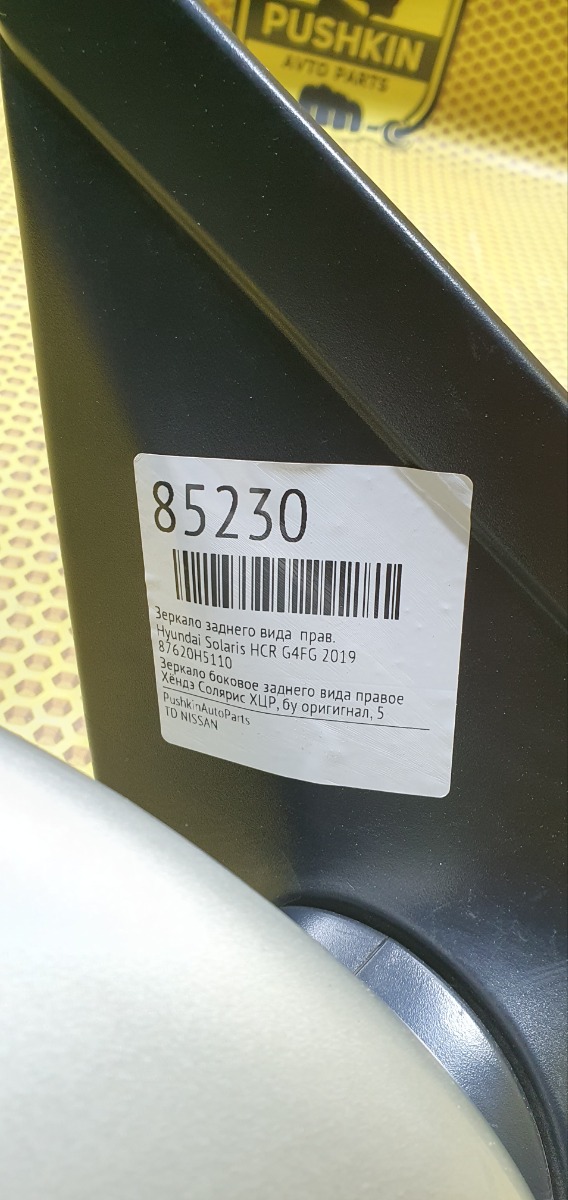 PUSHKIN
AVTO PARTS
85230
Зеркало заднего вида прав.
Hyundai Solaris HCR G4FG 2019
87620H5110
Зеркало боковое заднего вида правое
Хёндэ Солярис ХЦР, бу оригигнал, 5
PushkinAutoParts
TD NISSAN